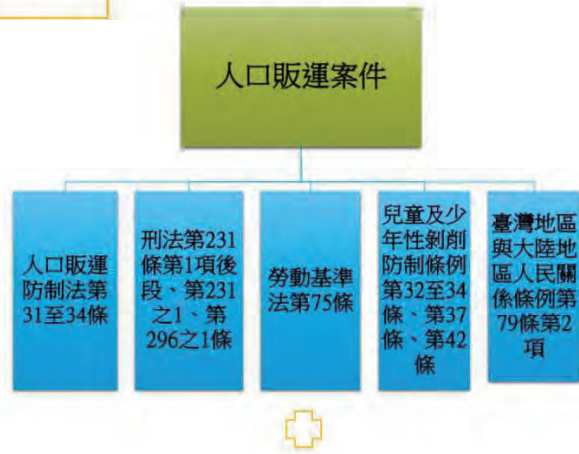 人口販運案件
人口販運
防制法第
31至34條
刑法第231
條第1項後
段、第231
之1、第
296之1條
勞動基準
法第75條
兒童及少
年性剝削
防制條例
第32至34
條、第37
條、第42
條
臺灣地區
與大陸地
區人民關
係條例第
79條第2
項